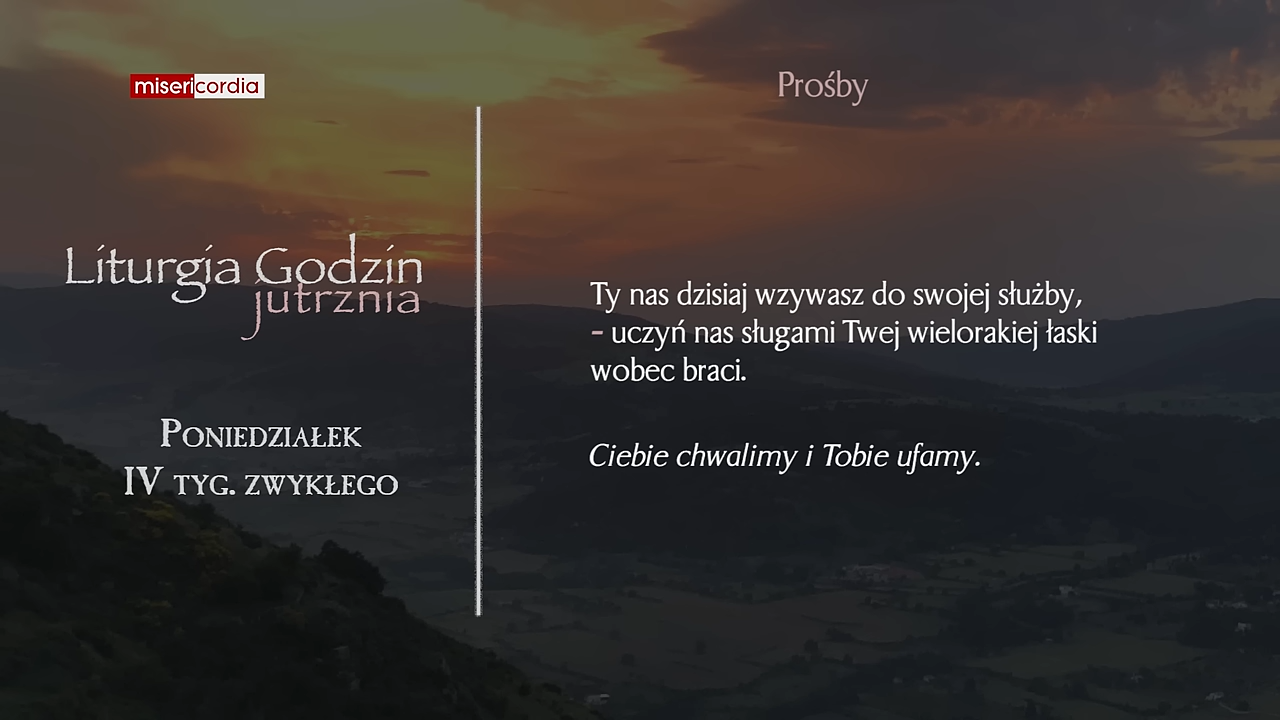 misericordia
Prośby
Liturgia Godzin
jutrznia
Poniedziałek
IV tyg. zwykłego
Ty nas dzisiaj wzywasz do swojej służby,
- uczyń nas sługami Twej wielorakiej łaski
wobec braci.
Ciebie chwalimy i Tobie ufamy.